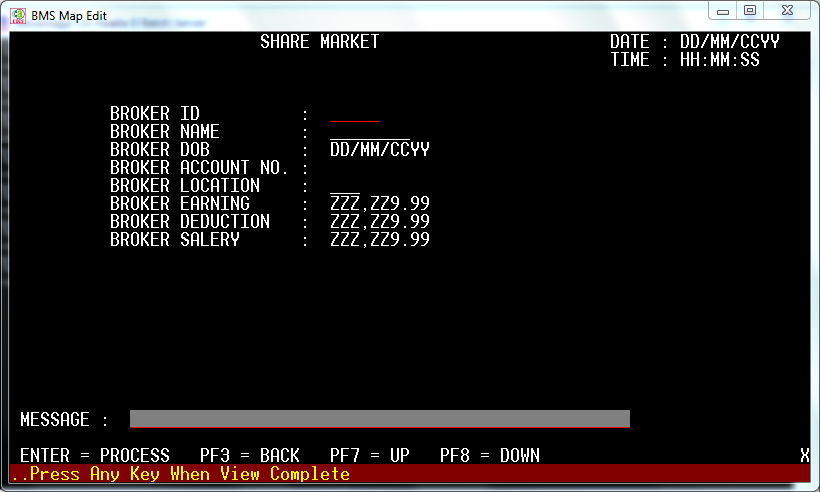 BMS Map Edit
SHARE MARKET DATE : DD/MM/CCYY
TIME : HH:MM:SS
BROKER ID : _____
BROKER NAME : ________
BROKER DOB : DD/MM/CCYY
BROKER ACCOUNT NO. :
BROKER LOCATION : ___
BROKER EARNING : ZZZ,ZZ9.99
BROKER DEDUCTION : ZZZ,ZZ9.99
BROKER SALERY : ZZZ,ZZ9.99
MESSAGE :
ENTER = PROCESS PF3 = BACK PF7 = UP PF8 = DOWN X
..Press Any Key When View Complete